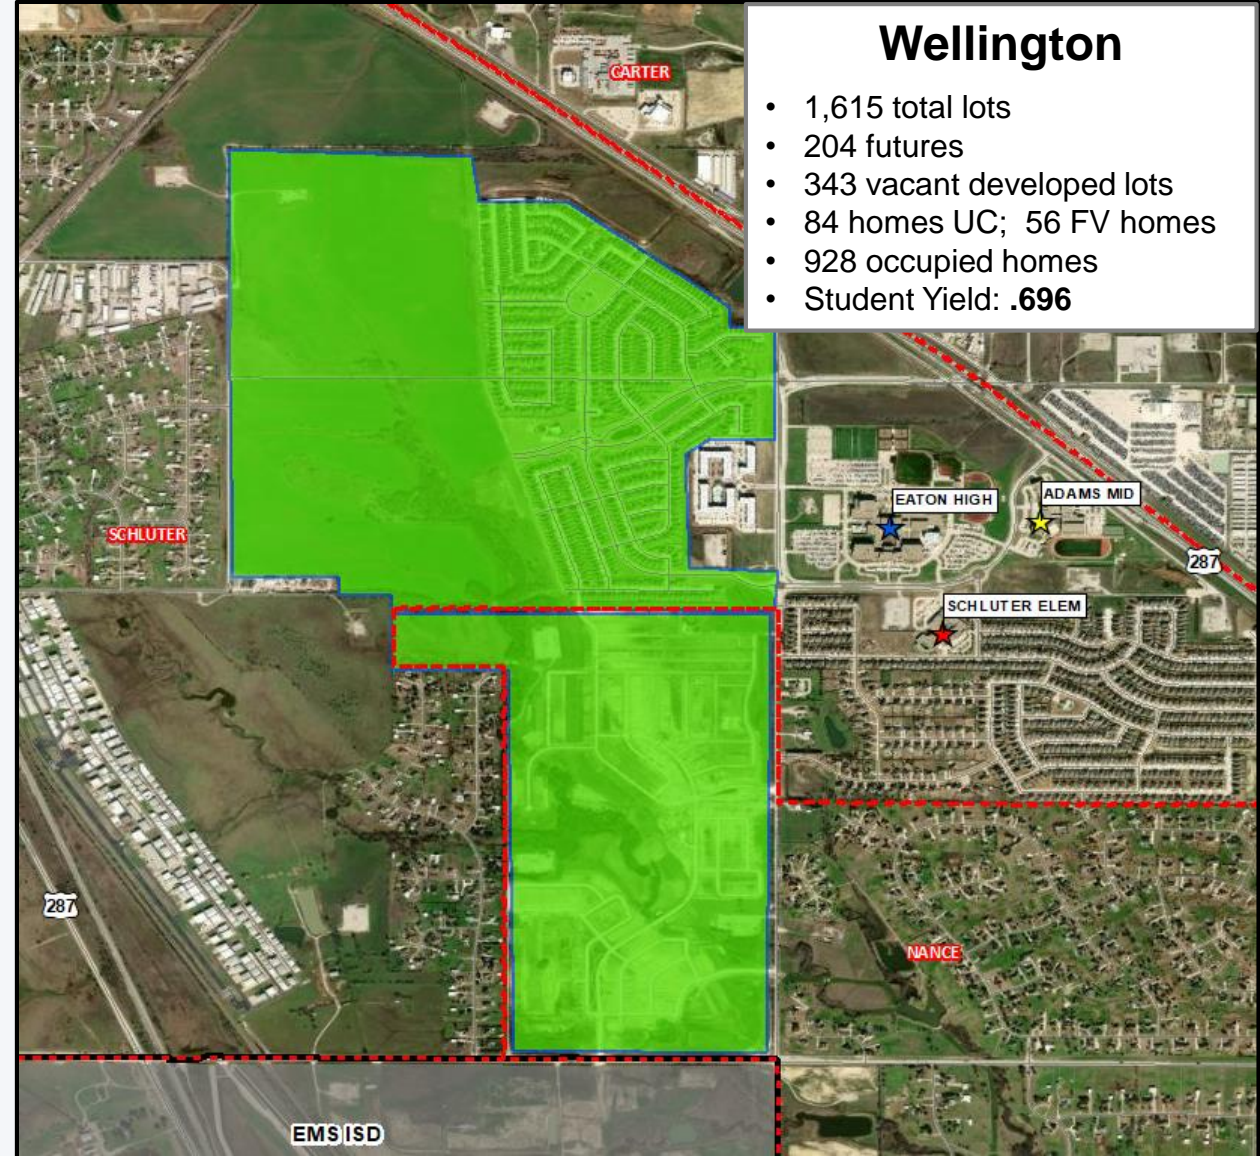 Wellington
• 1,615 total lots
• 204 futures
• 343 vacant developed lots
• 84 homes UC; 56 FV homes
• 928 occupied homes
• Student Yield: .696
CARTER
EATON HIGH
ADAMS MID
SCHLUTER
287
SCHLUTER ELEM
287
NANCE
EMS ISD